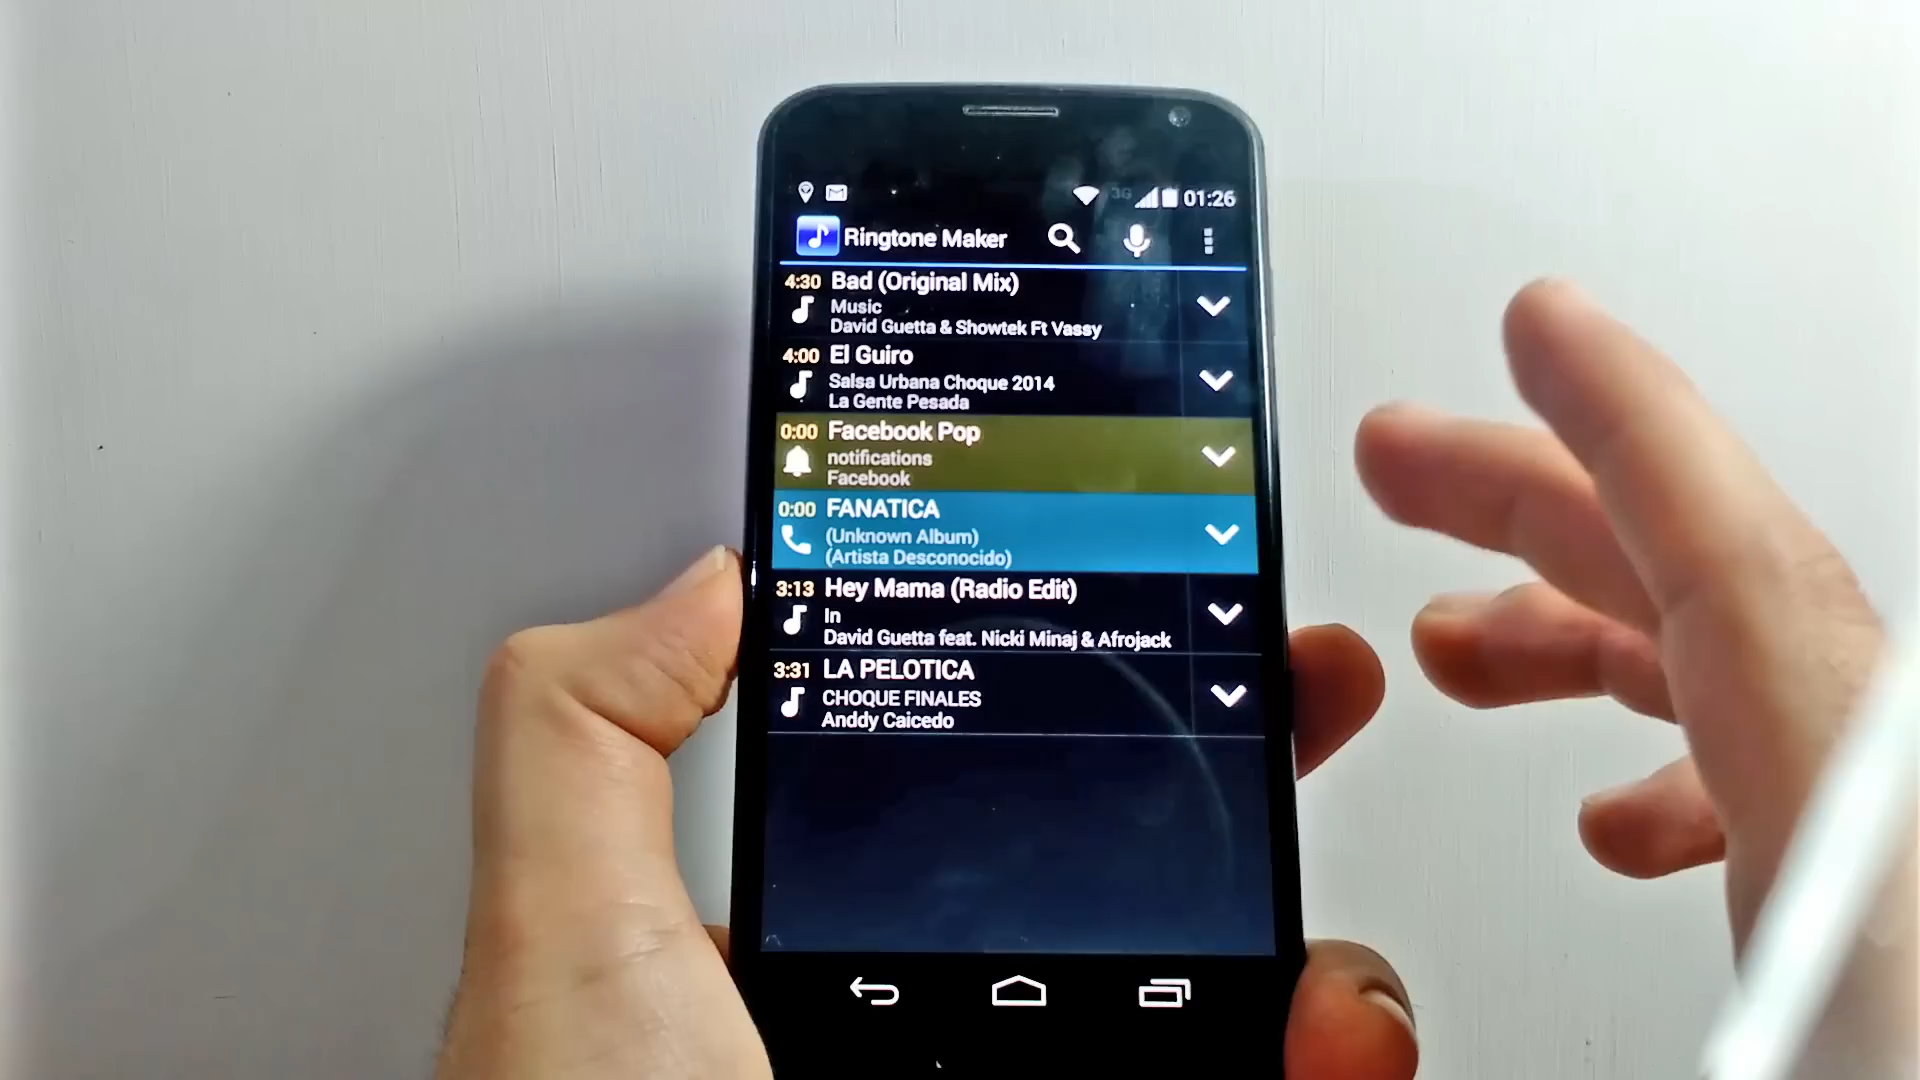 3G 01:26
Ringtone Maker
4:30 Bad (Original Mix)
Music
David Guetta & Showtek Ft Vassy
4:00 El Guiro
Salsa Urbana Choque 2014
La Gente Pesada
0:00 Facebook Pop
notifications
Facebook
0:00 FANATICA
(Unknown Album)
(Artista Desconocido)
3:13 Hey Mama (Radio Edit)
In
David Guetta feat. Nicki Minaj & Afrojack
3:31 LA PELOTICA
CHOQUE FINALES
Anddy Caicedo